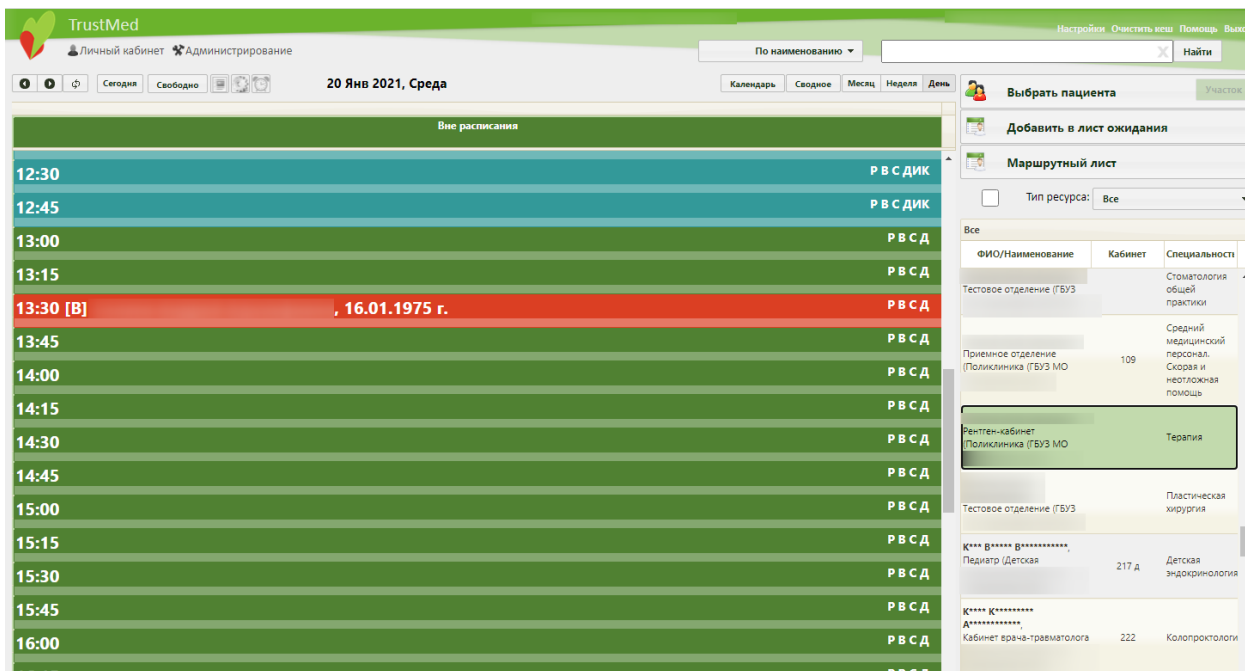 TrustMed
Настройки Очистить кеш Помощь Выхо
Личный кабинет Администрирование
По наименованию
Найти
Сегодня Свободно 20 Янв 2021, Среда Календарь Сводное Месяц Неделя День
Выбрать пациента Участок
Вне расписания
Добавить в лист ожидания
Маршрутный лист
Тип ресурса: Все
Все
ФИО/Наименование Кабинет Специальност
12:30 Р В С Д И К
12:45 Р В С Д И К
13:00 Р В С Д
13:15 Р В С Д
13:30 [В] , 16.01.1975 г. Р В С Д
13:45 Р В С Д
14:00 Р В С Д
14:15 Р В С Д
14:30 Р В С Д
14:45 Р В С Д
15:00 Р В С Д
15:15 Р В С Д
15:30 Р В С Д
15:45 Р В С Д
16:00 Р В С Д
Тестовое отделение (ГБУЗ
Стоматология
общей
практики
Приемное отделение
(Поликлиника (ГБУЗ МО
109
Средний
медицинский
персонал.
Скорая и
неотложная
помощь
Рентген-кабинет
(Поликлиника (ГБУЗ МО
Терапия
Тестовое отделение (ГБУЗ
Пластическая
хирургия
К*** В***** В***********,
Педиатр (Детская
217 д
Детская
эндокринология
К**** К*********
А************,
Кабинет врача-травматолога
222
Колопроктологи